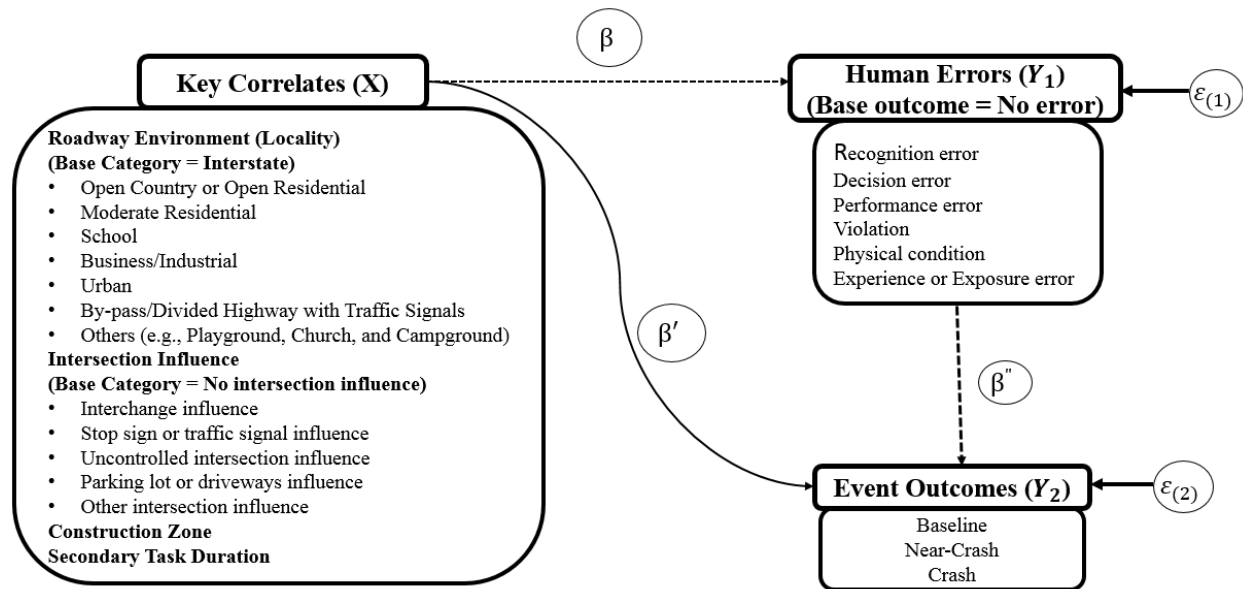 β
Key Correlates (X)
Human Errors (Y₁)
(Base outcome = No error)
ε₍₁₎
Roadway Environment (Locality)
(Base Category = Interstate)
• Open Country or Open Residential
• Moderate Residential
• School
• Business/Industrial
• Urban
• By-pass/Divided Highway with Traffic Signals
• Others (e.g., Playground, Church, and Campground)
Intersection Influence
(Base Category = No intersection influence)
• Interchange influence
• Stop sign or traffic signal influence
• Uncontrolled intersection influence
• Parking lot or driveways influence
• Other intersection influence
Construction Zone
Secondary Task Duration
Recognition error
Decision error
Performance error
Violation
Physical condition
Experience or Exposure error
β′
β"
Event Outcomes (Y₂)
ε₍₂₎
Baseline
Near-Crash
Crash